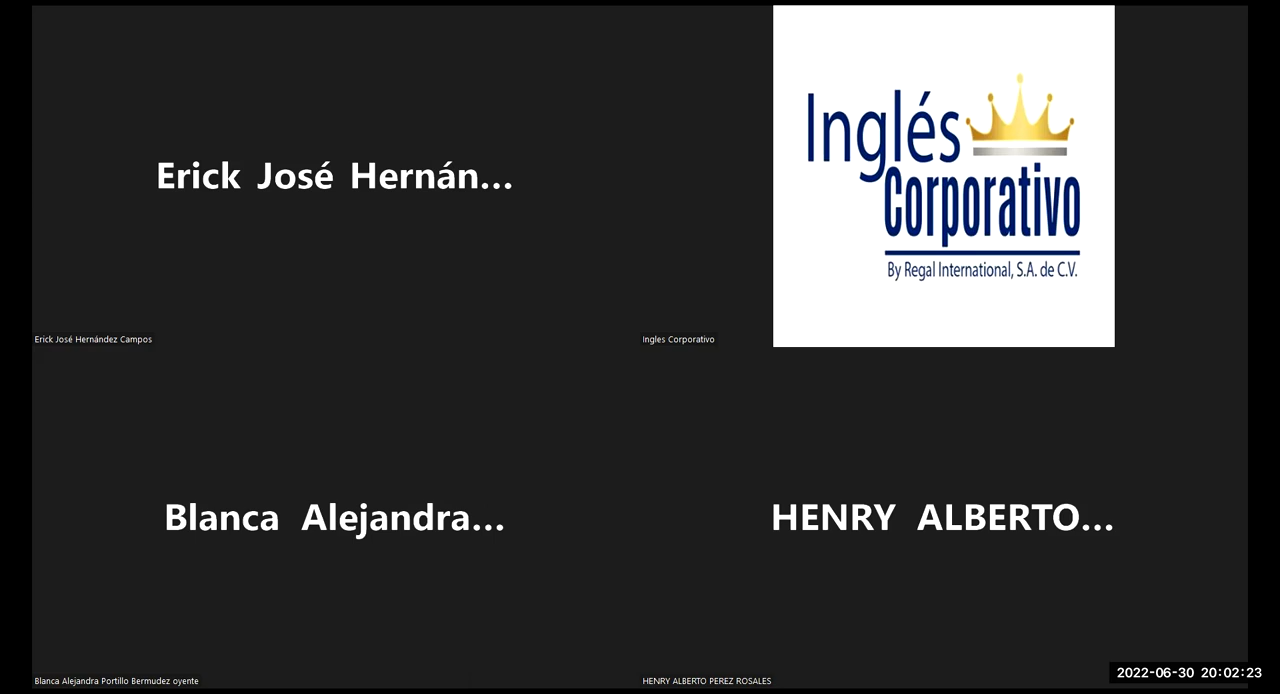 Erick José Hernán...
Erick José Hernández Campos
Inglés
Corporativo
By Regal International, S.A. de C.V.
Ingles Corporativo
Blanca Alejandra...
Blanca Alejandra Portillo Bermudez oyente
HENRY ALBERTO...
HENRY ALBERTO PEREZ ROSALES
2022-06-30 20:02:23